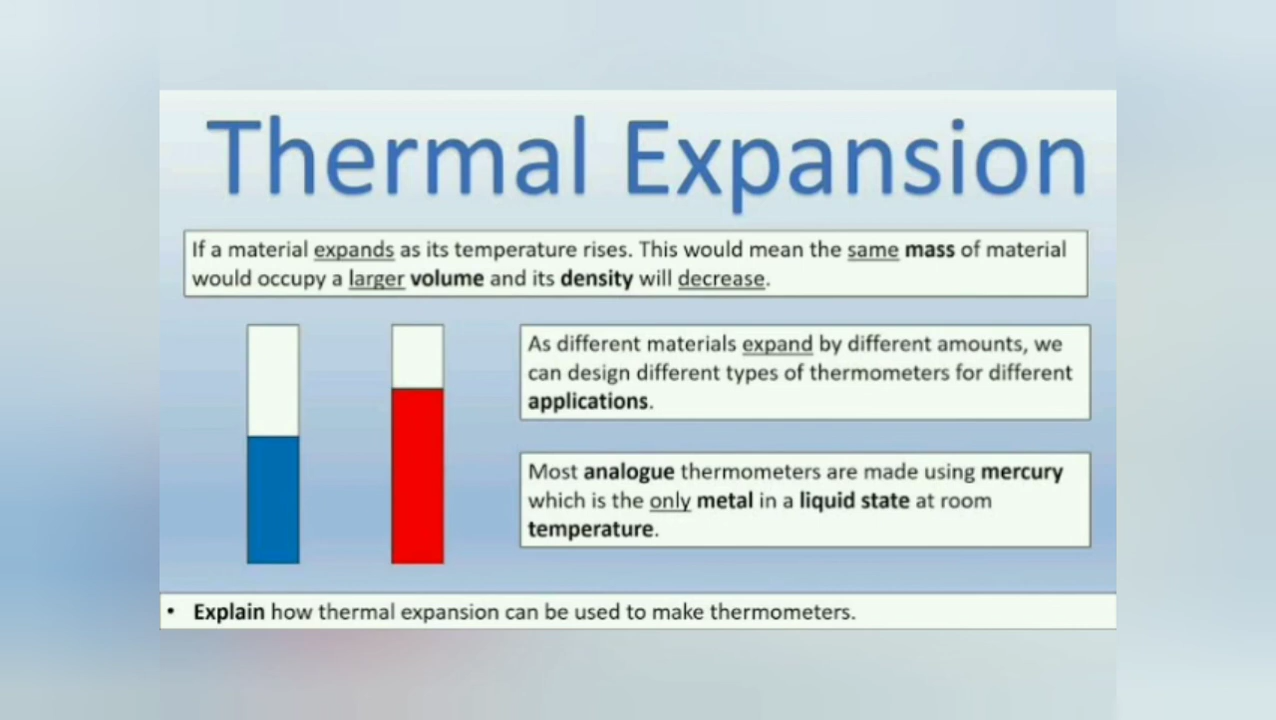 Thermal Expansion
If a material expands as its temperature rises. This would mean the same mass of material
would occupy a larger volume and its density will decrease.
As different materials expand by different amounts, we
can design different types of thermometers for different
applications.
Most analogue thermometers are made using mercury
which is the only metal in a liquid state at room
temperature.
• Explain how thermal expansion can be used to make thermometers.